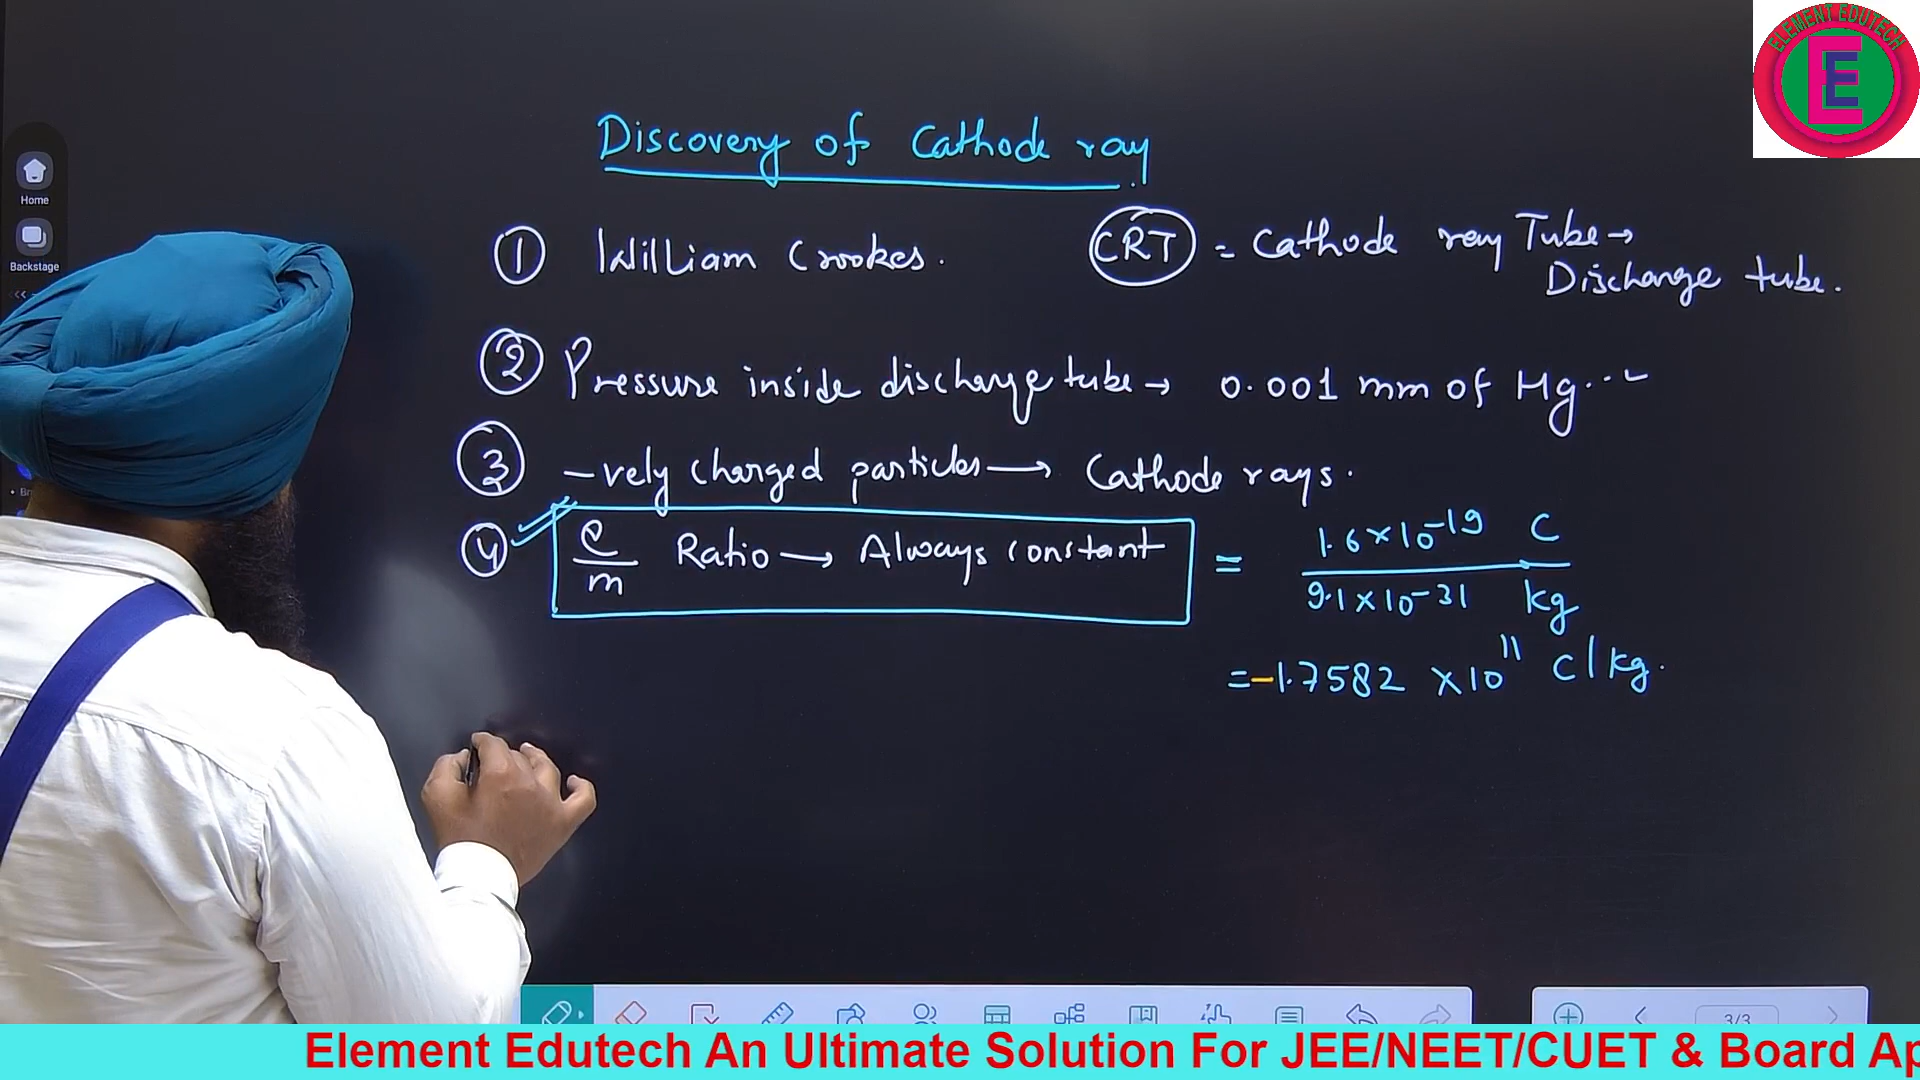 ELEMENT EDUTECH
E
Discovery of Cathode ray
Home
Backstage
① William Crookes.
CRT = Cathode ray Tube →
Discharge tube.
② Pressure inside discharge tube → 0.001 mm of Hg...
③ -vely charged particles → Cathode rays.
④ e/m Ratio → Always constant = 1.6 × 10⁻¹⁹ C / 9.1 × 10⁻³¹ kg
= -1.7582 × 10¹¹ C/kg.
3/3
Element Edutech An Ultimate Solution For JEE/NEET/CUET & Board Ap